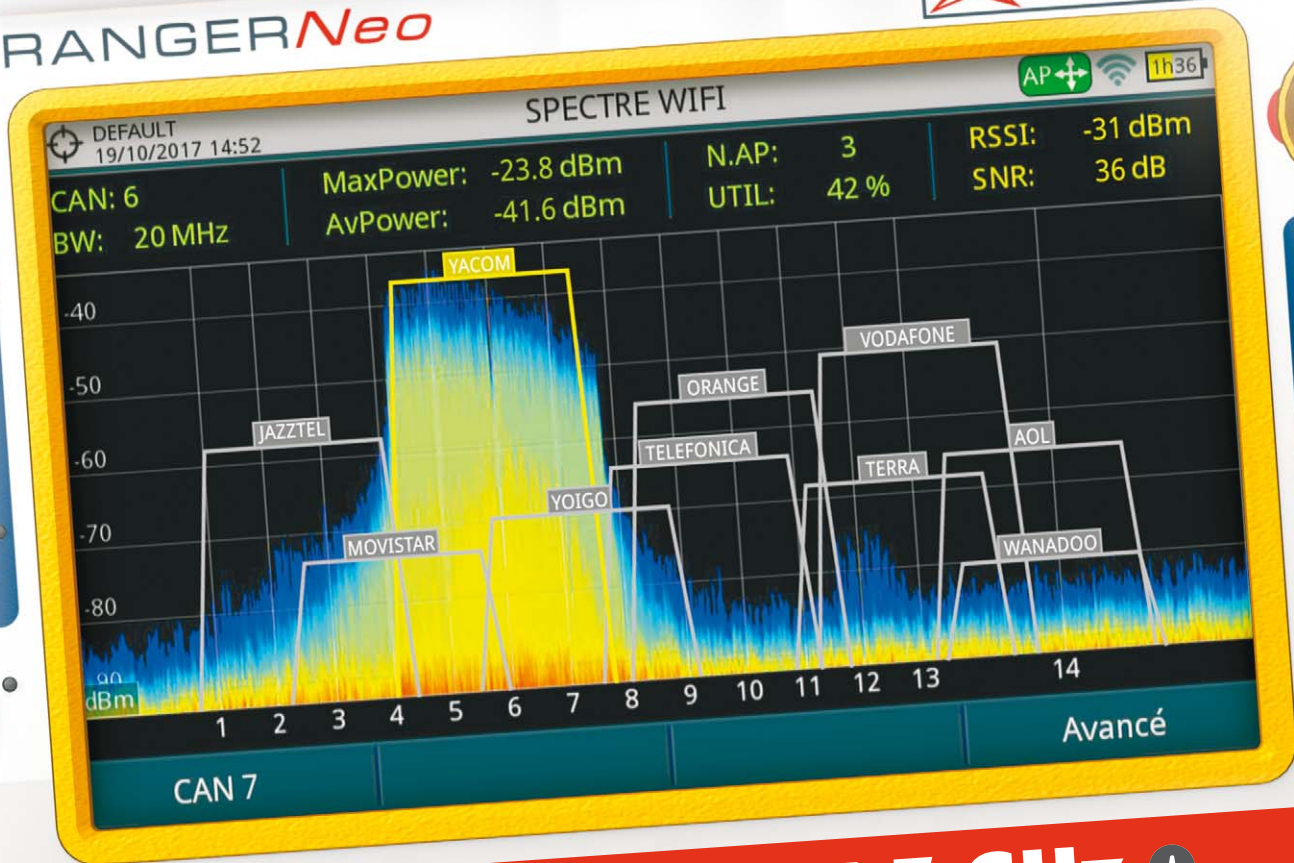 RANGERNeo
DEFAULT
19/10/2017 14:52
SPECTRE WIFI
AP
1h36
CAN: 6
BW: 20 MHz
MaxPower: -23.8 dBm
AvPower: -41.6 dBm
N.AP: 3
UTIL: 42 %
RSSI: -31 dBm
SNR: 36 dB
-40
-50
-60
-70
-80
-90
dBm
YACOM
VODAFONE
ORANGE
JAZZTEL
TELEFONICA
AOL
TERRA
YOIGO
MOVISTAR
WANADOO
1 2 3 4 5 6 7 8 9 10 11 12 13 14
CAN 7
Avancé